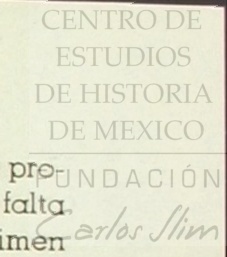 CENTRO DE
ESTUDIOS
DE HISTORIA
DE MEXICO
pro-
FUNDACIÓN
falta
Carlos Slim
imen